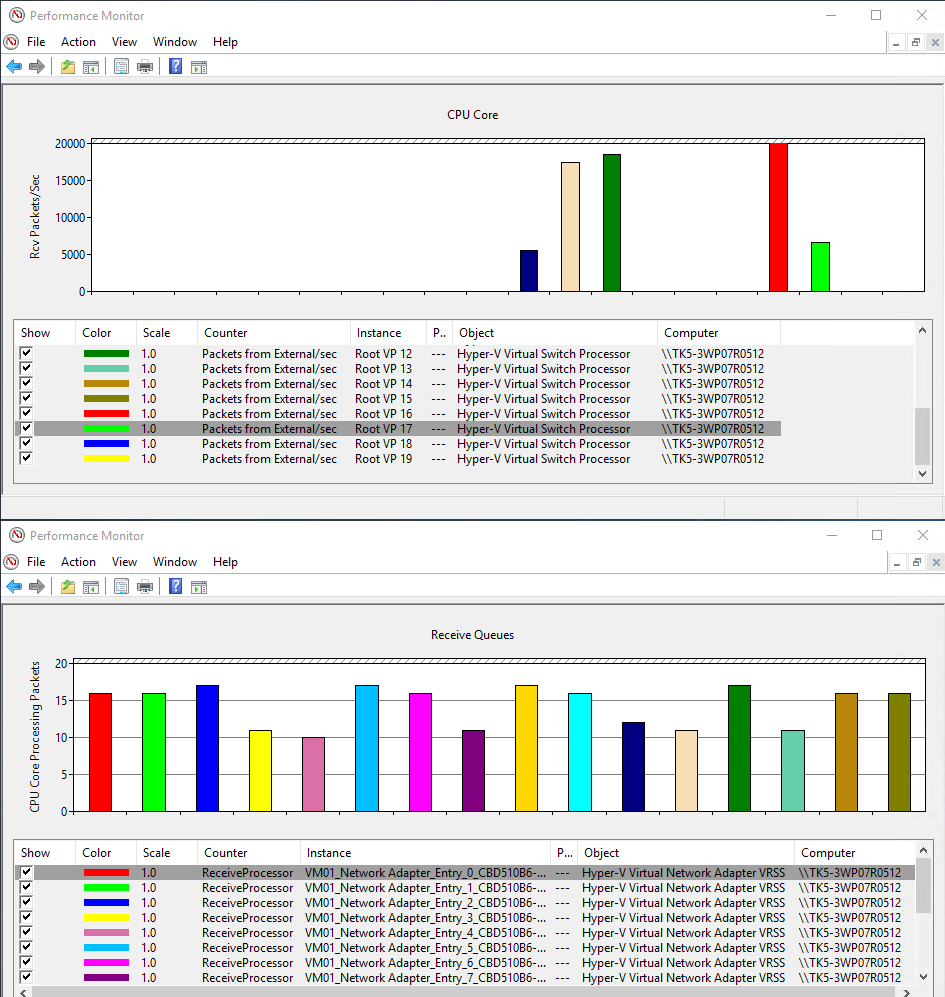 Performance Monitor
File Action View Window Help
CPU Core
Rcv Packets/Sec
20000
15000
10000
5000
0
Show Color Scale Counter Instance P... Object Computer
1.0 Packets from External/sec Root VP 12 --- Hyper-V Virtual Switch Processor \\TK5-3WP07R0512
1.0 Packets from External/sec Root VP 13 --- Hyper-V Virtual Switch Processor \\TK5-3WP07R0512
1.0 Packets from External/sec Root VP 14 --- Hyper-V Virtual Switch Processor \\TK5-3WP07R0512
1.0 Packets from External/sec Root VP 15 --- Hyper-V Virtual Switch Processor \\TK5-3WP07R0512
1.0 Packets from External/sec Root VP 16 --- Hyper-V Virtual Switch Processor \\TK5-3WP07R0512
1.0 Packets from External/sec Root VP 17 --- Hyper-V Virtual Switch Processor \\TK5-3WP07R0512
1.0 Packets from External/sec Root VP 18 --- Hyper-V Virtual Switch Processor \\TK5-3WP07R0512
1.0 Packets from External/sec Root VP 19 --- Hyper-V Virtual Switch Processor \\TK5-3WP07R0512
Performance Monitor
File Action View Window Help
Receive Queues
CPU Core Processing Packets
20
15
10
5
0
Show Color Scale Counter Instance P... Object Computer
1.0 ReceiveProcessor VM01_Network Adapter_Entry_0_CBD510B6-... --- Hyper-V Virtual Network Adapter VRSS \\TK5-3WP07R0512
1.0 ReceiveProcessor VM01_Network Adapter_Entry_1_CBD510B6-... --- Hyper-V Virtual Network Adapter VRSS \\TK5-3WP07R0512
1.0 ReceiveProcessor VM01_Network Adapter_Entry_2_CBD510B6-... --- Hyper-V Virtual Network Adapter VRSS \\TK5-3WP07R0512
1.0 ReceiveProcessor VM01_Network Adapter_Entry_3_CBD510B6-... --- Hyper-V Virtual Network Adapter VRSS \\TK5-3WP07R0512
1.0 ReceiveProcessor VM01_Network Adapter_Entry_4_CBD510B6-... --- Hyper-V Virtual Network Adapter VRSS \\TK5-3WP07R0512
1.0 ReceiveProcessor VM01_Network Adapter_Entry_5_CBD510B6-... --- Hyper-V Virtual Network Adapter VRSS \\TK5-3WP07R0512
1.0 ReceiveProcessor VM01_Network Adapter_Entry_6_CBD510B6-... --- Hyper-V Virtual Network Adapter VRSS \\TK5-3WP07R0512
1.0 ReceiveProcessor VM01_Network Adapter_Entry_7_CBD510B6-... --- Hyper-V Virtual Network Adapter VRSS \\TK5-3WP07R0512